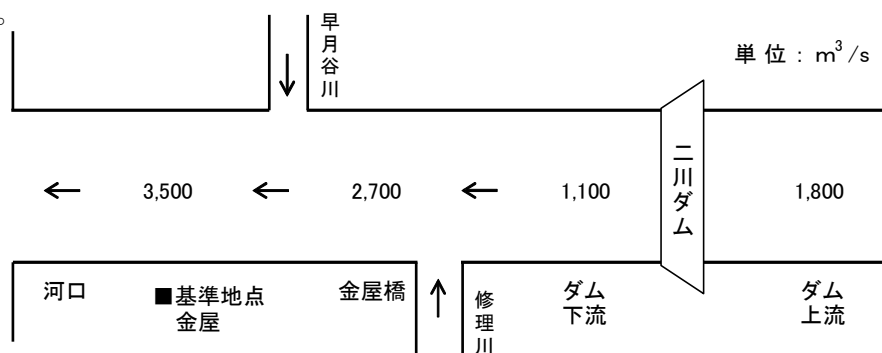 。
早月谷川
単位：m³/s
二川ダム
3,500
2,700
1,100
1,800
河口
■基準地点
金屋
金屋橋
修理川
ダム
下流
ダム
上流